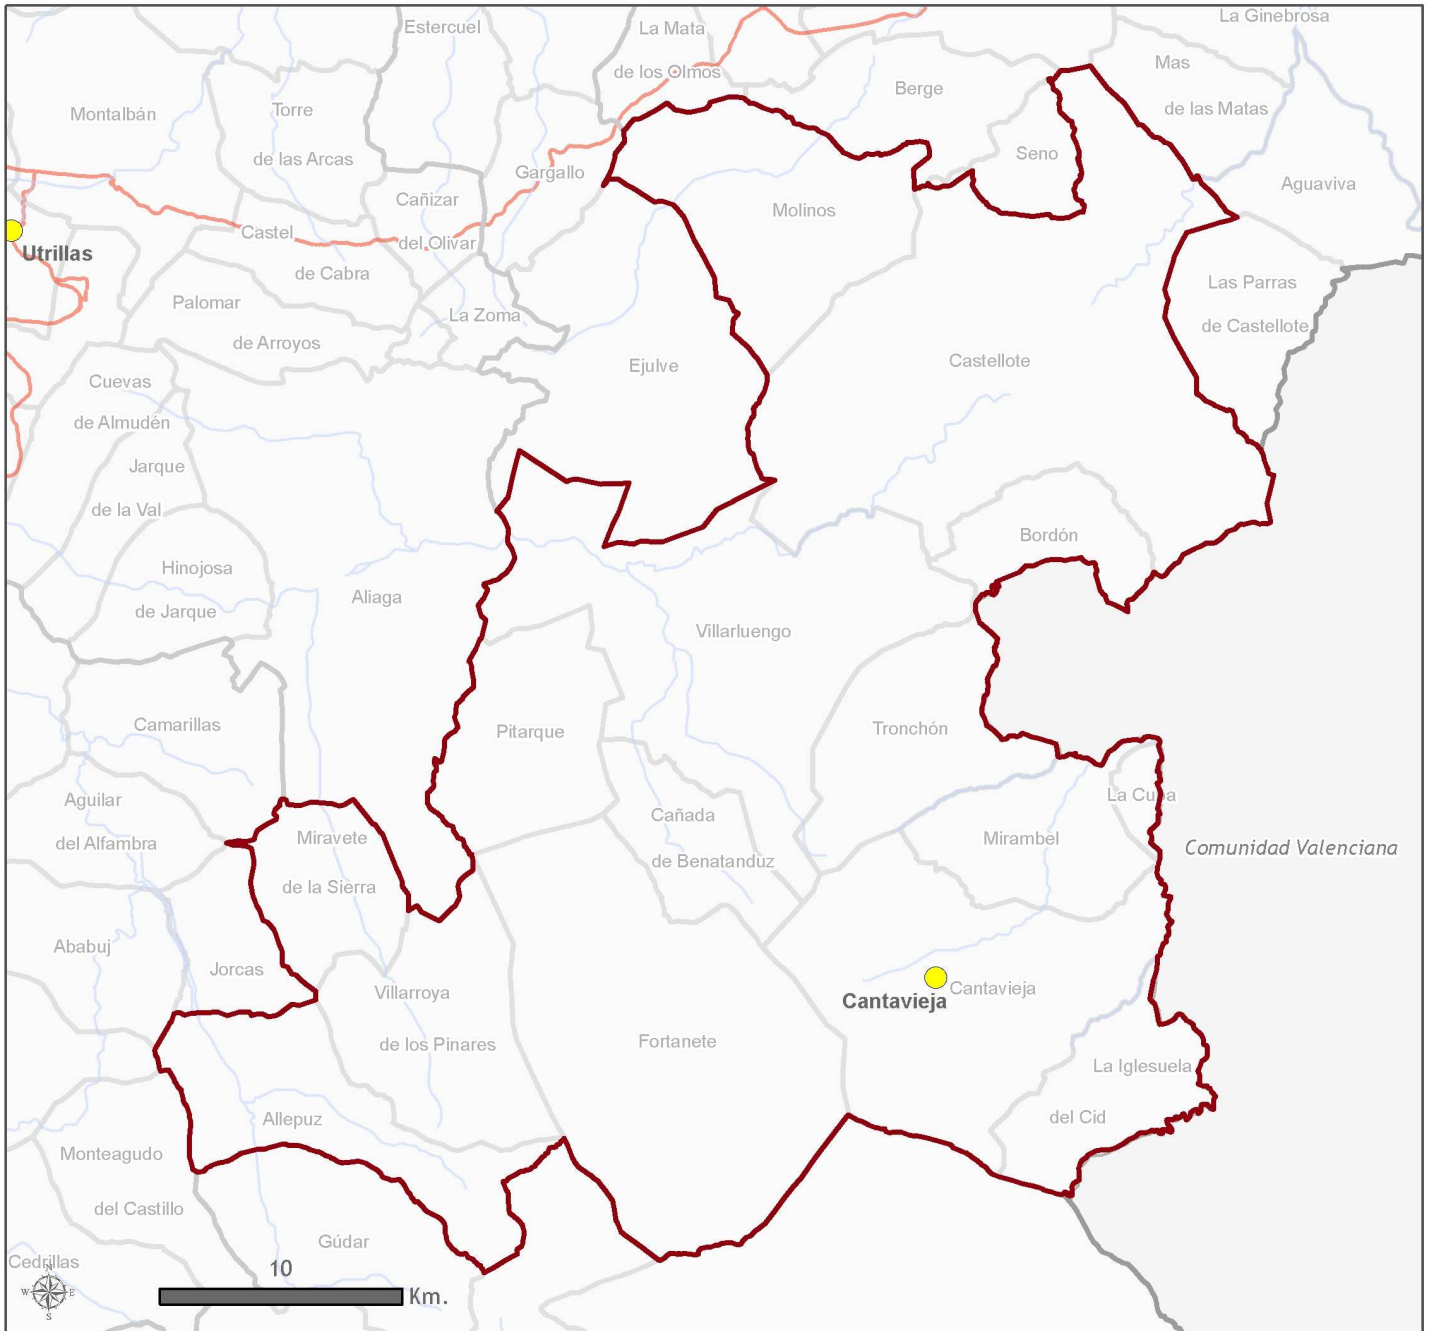 La Ginebrosa
Estercuel
La Mata
de los Olmos
Mas
de las Matas
Berge
Montalbán
Torre
de las Arcas
Seno
Gargallo
Aguaviva
Cañizar
del Olivar
Molinos
Castel
de Cabra
Utrillas
Las Parras
de Castellote
Palomar
de Arroyos
La Zoma
Ejulve
Castellote
Cuevas
de Almudén
Jarque
de la Val
Bordón
Hinojosa
de Jarque
Aliaga
Villarluengo
Camarillas
Pitarque
Tronchón
Aguilar
del Alfambra
La Cuba
Cañada
de Benatanduz
Miravete
de la Sierra
Mirambel
Comunidad Valenciana
Ababuj
Jorcas
Villarroya
de los Pinares
Cantavieja
Cantavieja
Fortanete
La Iglesuela
del Cid
Allepuz
Monteagudo
del Castillo
Gúdar
Cedrillas
N
W E
S
10
Km.